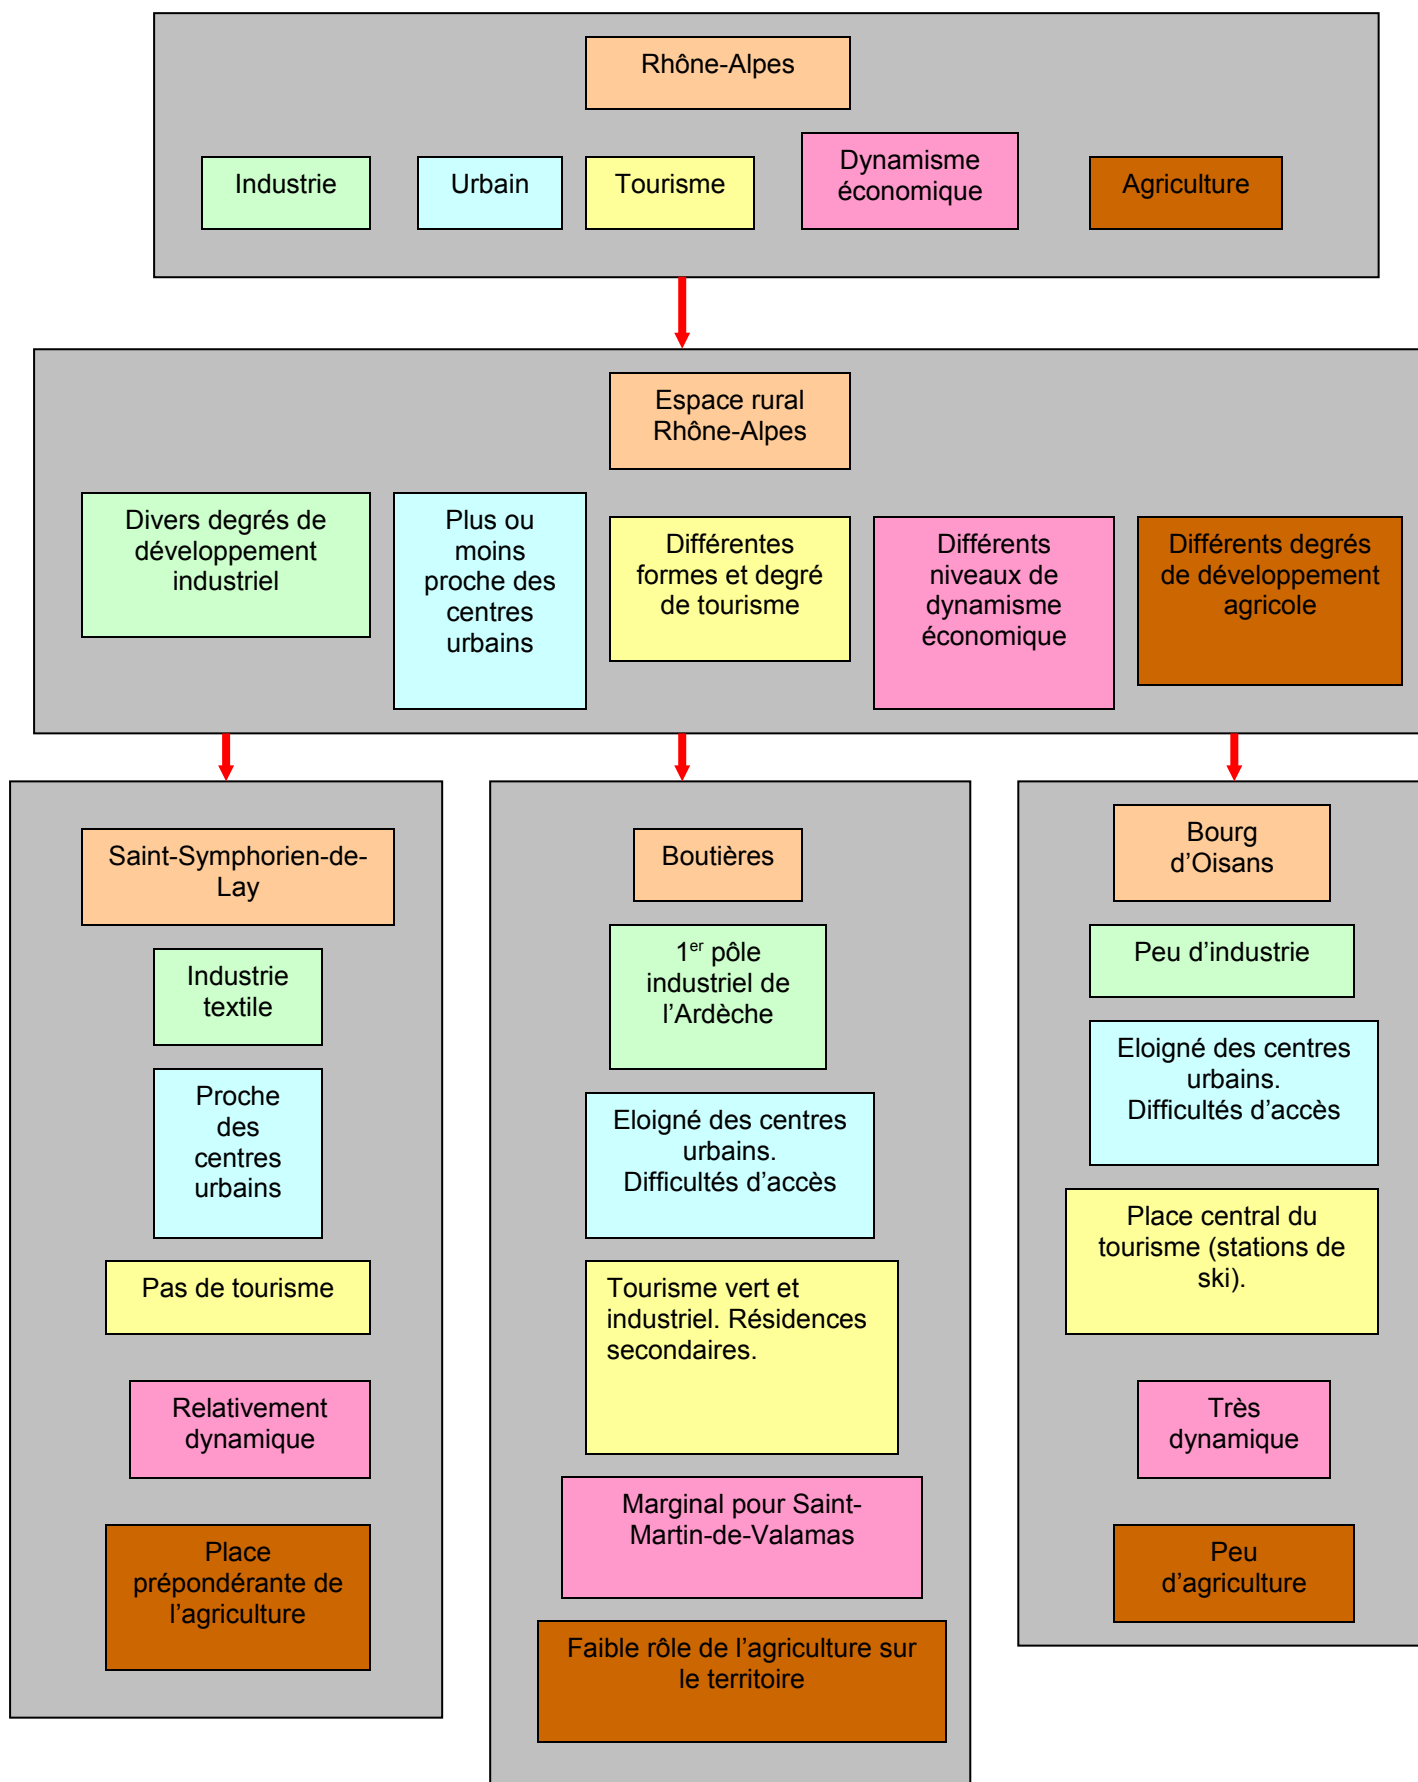 Rhône-Alpes
Industrie
Urbain
Tourisme
Dynamisme
économique
Agriculture
Espace rural
Rhône-Alpes
Divers degrés de
développement
industriel
Plus ou
moins
proche des
centres
urbains
Différentes
formes et degré
de tourisme
Différents
niveaux de
dynamisme
économique
Différents degrés
de développement
agricole
Saint-Symphorien-de-
Lay
Industrie
textile
Proche
des
centres
urbains
Pas de tourisme
Relativement
dynamique
Place
prépondérante de
l’agriculture
Boutières
1er pôle
industriel de
l’Ardèche
Eloigné des centres
urbains.
Difficultés d’accès
Tourisme vert et
industriel. Résidences
secondaires.
Marginal pour Saint-
Martin-de-Valamas
Faible rôle de l’agriculture sur
le territoire
Bourg
d’Oisans
Peu d’industrie
Eloigné des centres
urbains.
Difficultés d’accès
Place central du
tourisme (stations de
ski).
Très
dynamique
Peu
d’agriculture